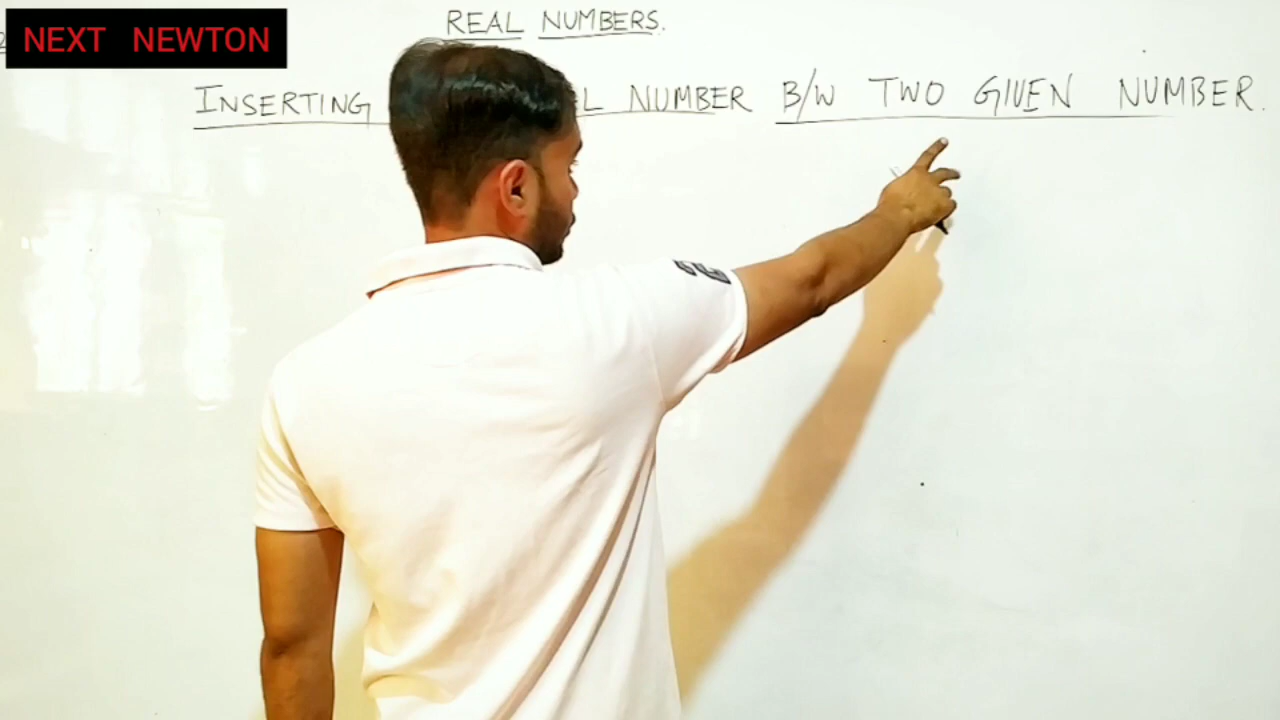 REAL NUMBERS.
NEXT NEWTON
INSERTING L NUMBER B/W TWO GIVEN NUMBER.